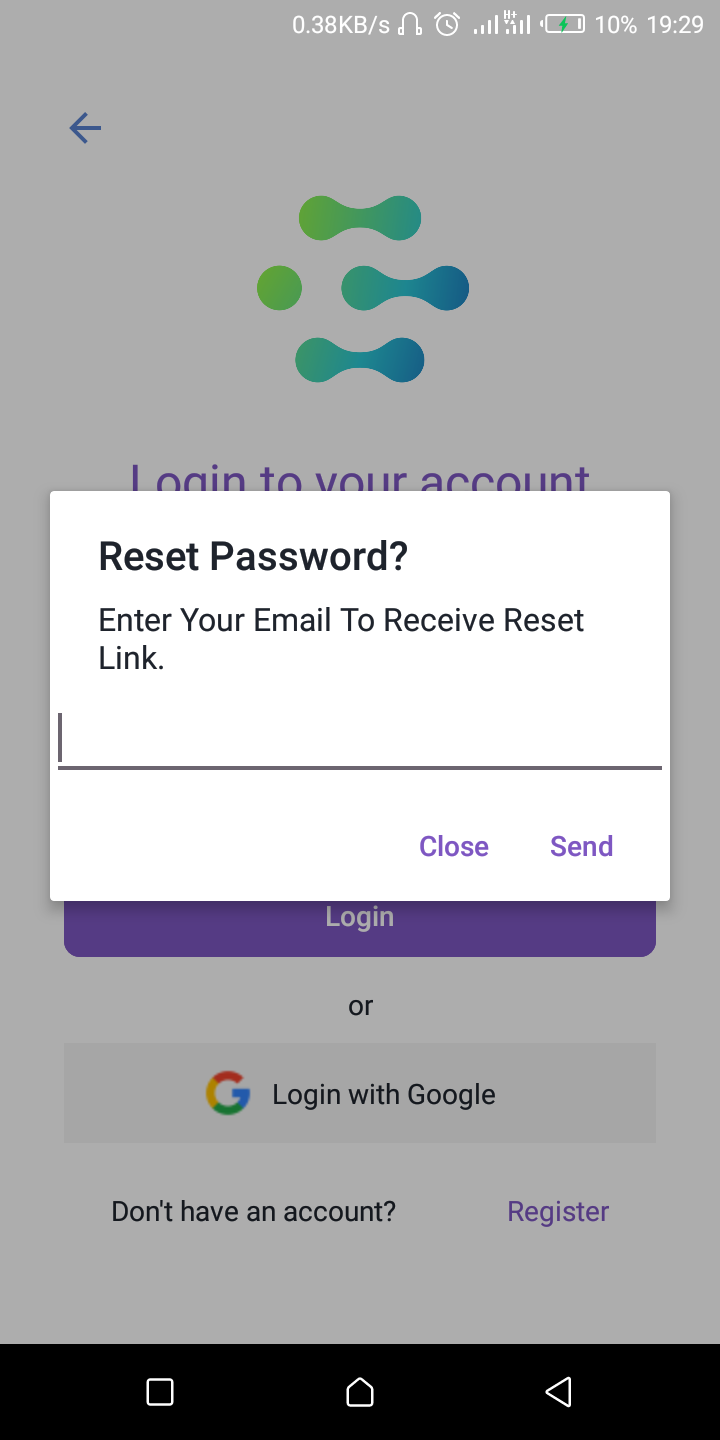 0.38KB/s H+ 10% 19:29
Login to your account
Reset Password?
Enter Your Email To Receive Reset
Link.
Close Send
Login
or
Login with Google
Don't have an account? Register